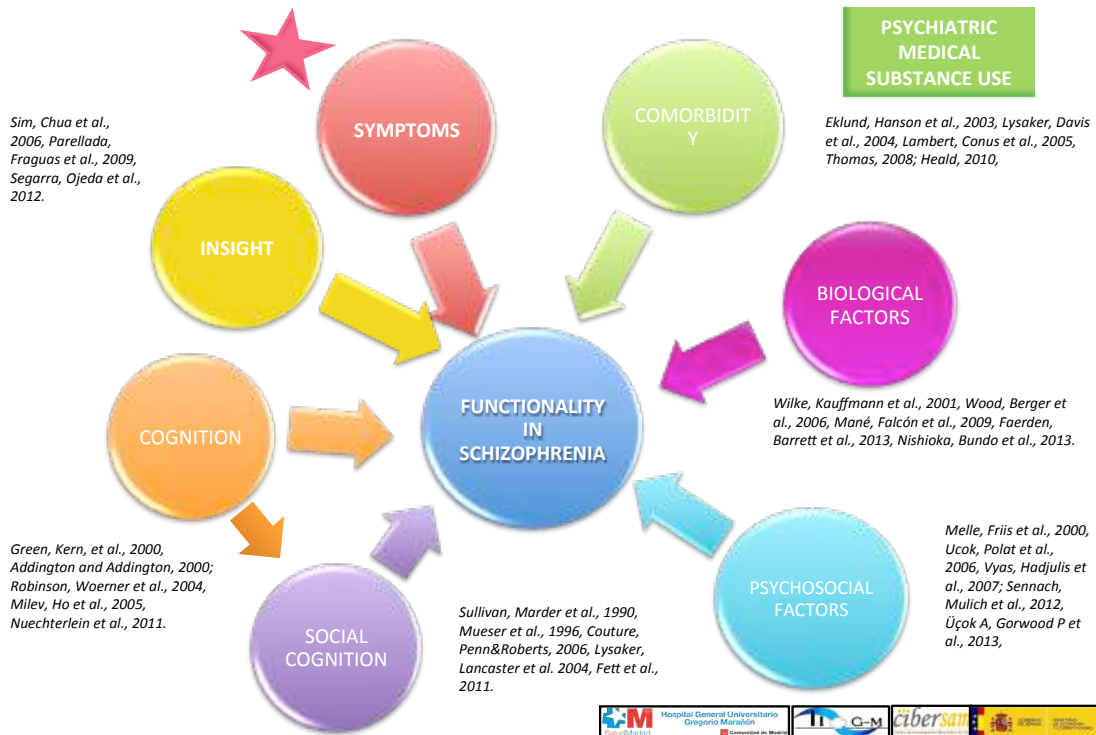 PSYCHIATRIC
MEDICAL
SUBSTANCE USE
SYMPTOMS
COMORBIDIT
Y
Sim, Chua et al.,
2006, Parellada,
Fraguas et al., 2009,
Segarra, Ojeda et al.,
2012.
Eklund, Hanson et al., 2003, Lysaker, Davis
et al., 2004, Lambert, Conus et al., 2005,
Thomas, 2008; Heald, 2010,
INSIGHT
BIOLOGICAL
FACTORS
FUNCTIONALITY
IN
SCHIZOPHRENIA
COGNITION
Wilke, Kauffmann et al., 2001, Wood, Berger et
al., 2006, Mané, Falcón et al., 2009, Faerden,
Barrett et al., 2013, Nishioka, Bundo et al., 2013.
Green, Kern, et al., 2000,
Addington and Addington, 2000;
Robinson, Woerner et al., 2004,
Milev, Ho et al., 2005,
Nuechterlein et al., 2011.
SOCIAL
COGNITION
Sullivan, Marder et al., 1990,
Mueser et al., 1996, Couture,
Penn&Roberts, 2006, Lysaker,
Lancaster et al. 2004, Fett et al.,
2011.
PSYCHOSOCIAL
FACTORS
Melle, Friis et al., 2000,
Ucok, Polat et al.,
2006, Vyas, Hadjulis et
al., 2007; Sennach,
Mulich et al., 2012,
Üçok A, Gorwood P et
al., 2013,
SaludMadrid
Hospital General Universitario
Gregorio Marañón
Comunidad de Madrid
G-M
cibersam